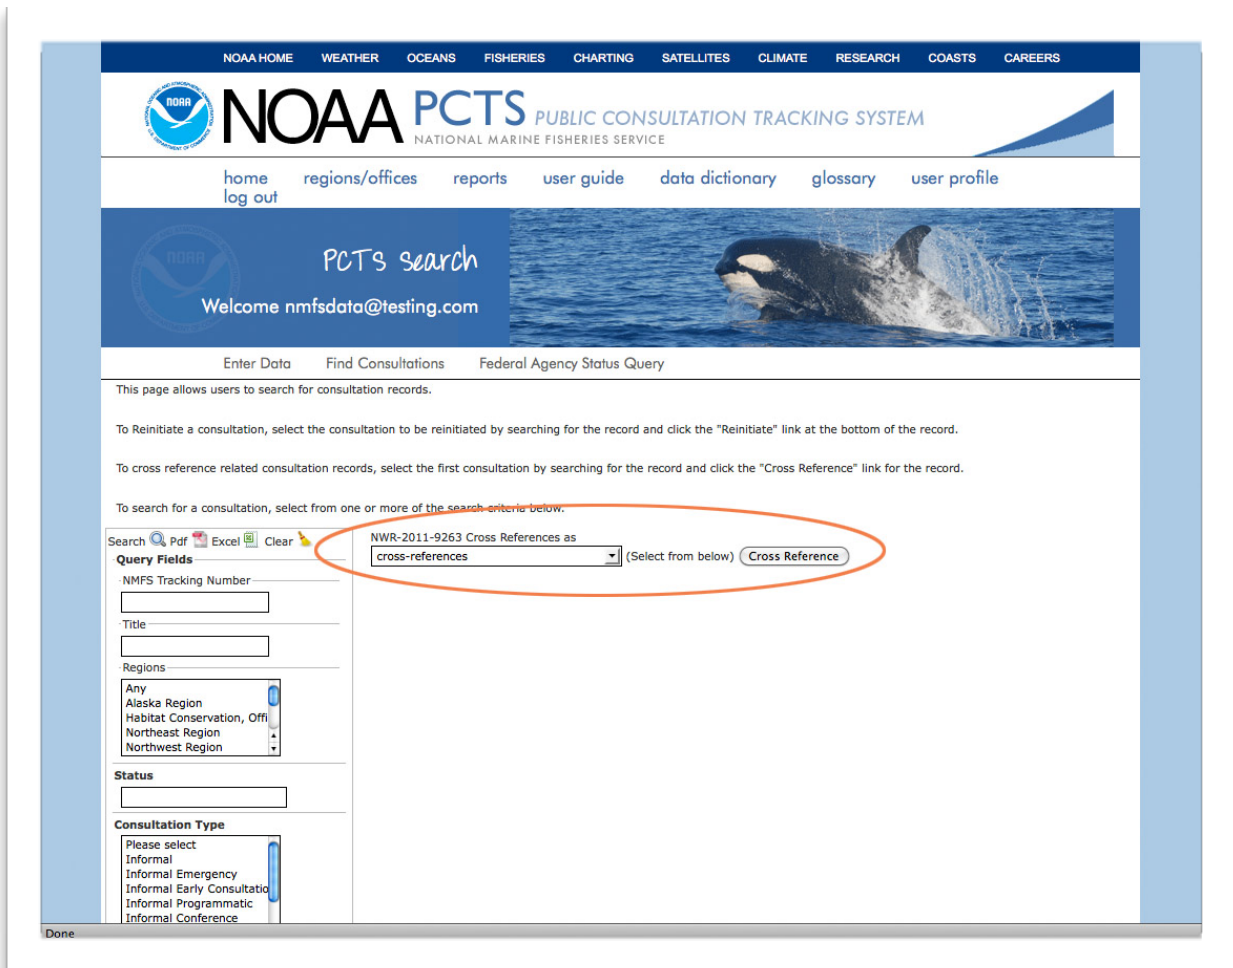 NOAA HOME WEATHER OCEANS FISHERIES CHARTING SATELLITES CLIMATE RESEARCH COASTS CAREERS
NOAA
NOAA PCTS PUBLIC CONSULTATION TRACKING SYSTEM
NATIONAL MARINE FISHERIES SERVICE
home regions/offices reports user guide data dictionary glossary user profile
log out
NOAA
PCTS search
Welcome nmfsdata@testing.com
Enter Data Find Consultations Federal Agency Status Query
This page allows users to search for consultation records.
To Reinitiate a consultation, select the consultation to be reinitiated by searching for the record and click the "Reinitiate" link at the bottom of the record.
To cross reference related consultation records, select the first consultation by searching for the record and click the "Cross Reference" link for the record.
To search for a consultation, select from one or more of the search criteria below.
Search Pdf Excel Clear
NWR-2011-9263 Cross References as
cross-references (Select from below) Cross Reference
Query Fields
NMFS Tracking Number
Title
Regions
Any
Alaska Region
Habitat Conservation, Offi
Northeast Region
Northwest Region
Status
Consultation Type
Please select
Informal
Informal Emergency
Informal Early Consultatio
Informal Programmatic
Informal Conference
Done